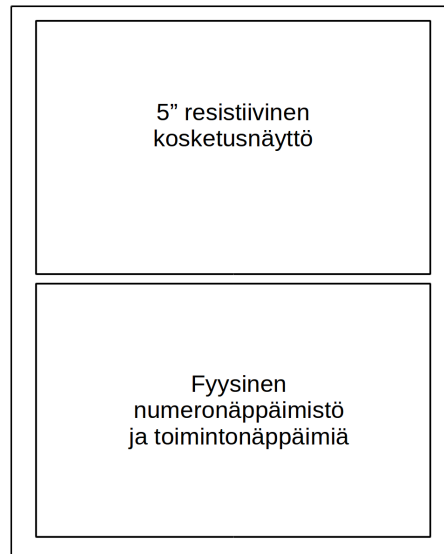 5” resistiivinen
kosketusnäyttö
Fyysinen
numeronäppäimistö
ja toimintonäppäimiä